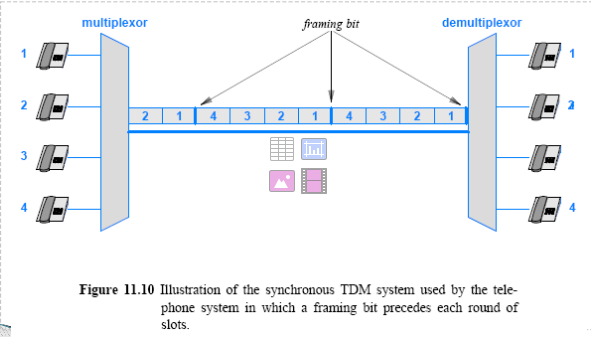 multiplexor framing bit demultiplexor
1 1
2 2
2 1 4 3 2 1 4 3 2 1
3
4 4
Figure 11.10 Illustration of the synchronous TDM system used by the tele-
phone system in which a framing bit precedes each round of
slots.